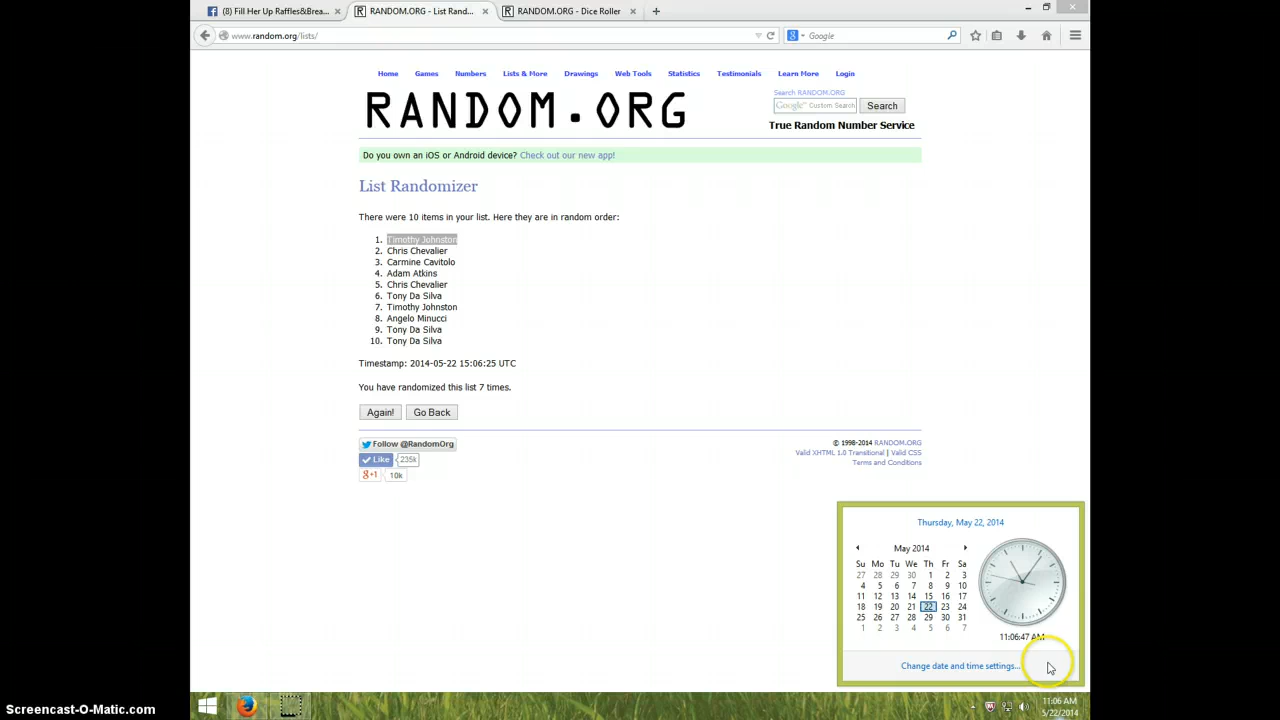 (8) Fill Her Up Raffles&Brea... × RANDOM.ORG - List Rand... × RANDOM.ORG - Dice Roller × +
www.random.org/lists/ Google
Home Games Numbers Lists & More Drawings Web Tools Statistics Testimonials Learn More Login
RANDOM.ORG
Search RANDOM.ORG
Google™ Custom Search Search
True Random Number Service
Do you own an iOS or Android device? Check out our new app!
List Randomizer
There were 10 items in your list. Here they are in random order:
1. Timothy Johnston
2. Chris Chevalier
3. Carmine Cavitolo
4. Adam Atkins
5. Chris Chevalier
6. Tony Da Silva
7. Timothy Johnston
8. Angelo Minucci
9. Tony Da Silva
10. Tony Da Silva
Timestamp: 2014-05-22 15:06:25 UTC
You have randomized this list 7 times.
Again! Go Back
Follow @RandomOrg
Like 235k
g+1 10k
© 1998-2014 RANDOM.ORG
Valid XHTML 1.0 Transitional | Valid CSS
Terms and Conditions
Thursday, May 22, 2014
May 2014
Su Mo Tu We Th Fr Sa
27 28 29 30 1 2 3
4 5 6 7 8 9 10
11 12 13 14 15 16 17
18 19 20 21 22 23 24
25 26 27 28 29 30 31
1 2 3 4 5 6 7
11:06:47 AM
Change date and time settings...
11:06 AM
5/22/2014
Screencast-O-Matic.com